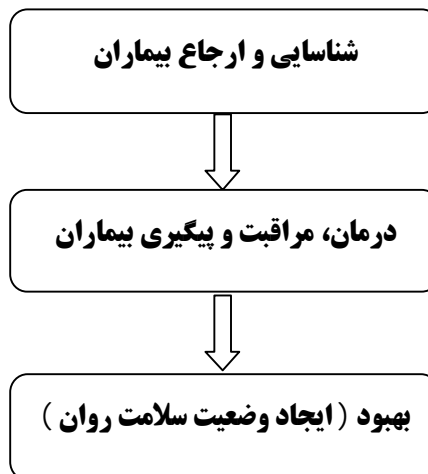 شناسایی و ارجاع بیماران
درمان، مراقبت و پیگیری بیماران
بهبود ( ایجاد وضعیت سلامت روان )